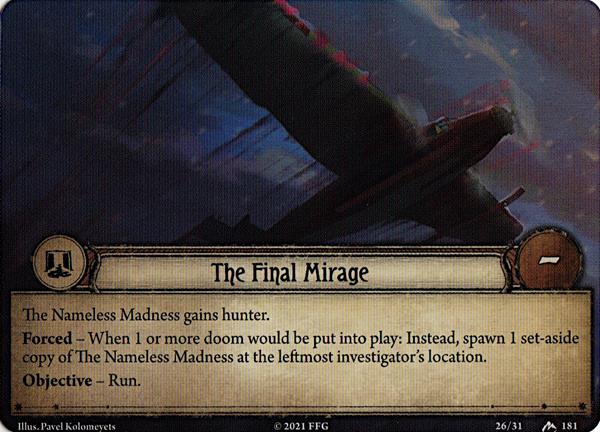 The Final Mirage
–
The Nameless Madness gains hunter.
Forced – When 1 or more doom would be put into play: Instead, spawn 1 set-aside
copy of The Nameless Madness at the leftmost investigator's location.
Objective – Run.
Illus. Pavel Kolomeyets © 2021 FFG 26/31 181